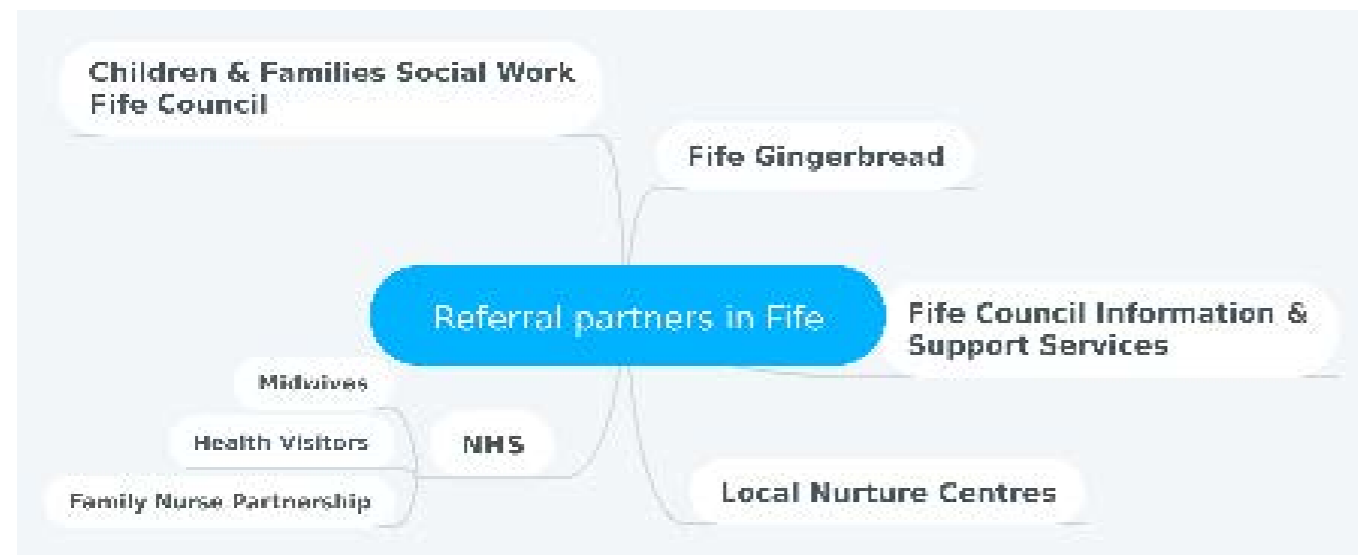 Children & Families Social Work
Fife Council
Fife Gingerbread
Referral partners in Fife
Fife Council Information &
Support Services
Midwives
Health Visitors
NHS
Family Nurse Partnership
Local Nurture Centres